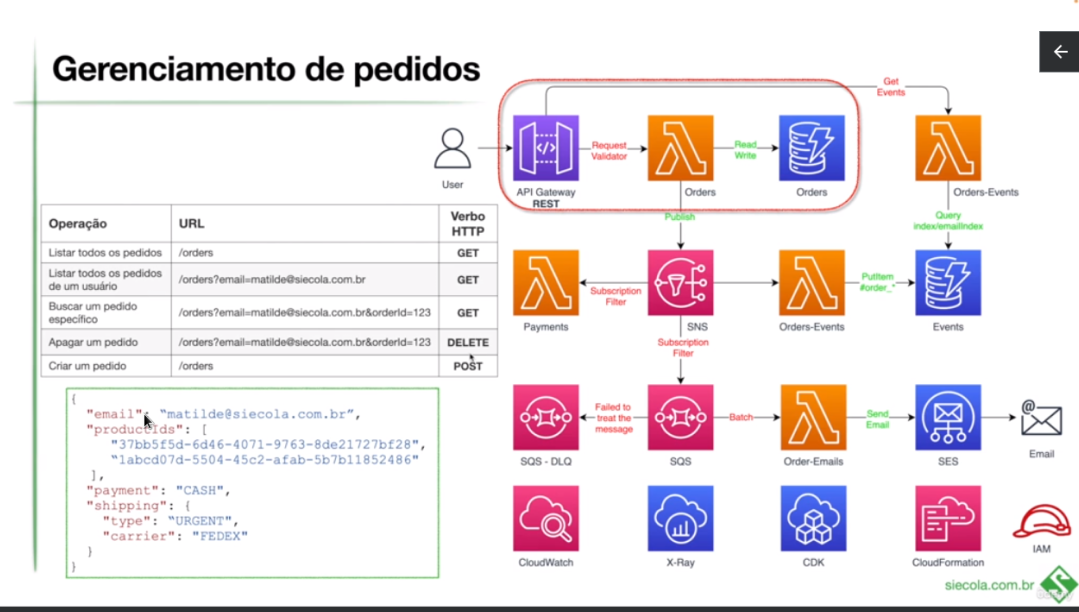 Gerenciamento de pedidos
Get
Events
User
Request
Validator
Read
Write
API Gateway
REST
Orders
Orders
Orders-Events
Publish
Query
index/emailIndex
Operação URL Verbo HTTP
Listar todos os pedidos /orders GET
Listar todos os pedidos
de um usuário /orders?email=matilde@siecola.com.br GET
Buscar um pedido
específico /orders?email=matilde@siecola.com.br&orderId=123 GET
Apagar um pedido /orders?email=matilde@siecola.com.br&orderId=123 DELETE
Criar um pedido /orders POST
Subscription
Filter
PutItem
#order_*
Payments
SNS
Orders-Events
Events
Subscription
Filter
{
"email": "matilde@siecola.com.br",
"productIds": [
"37bb5f5d-6d46-4071-9763-8de21727bf28",
"1abcd07d-5504-45c2-afab-5b7b11852486"
],
"payment": "CASH",
"shipping": {
"type": "URGENT",
"carrier": "FEDEX"
}
}
Failed to
treat the
message
Batch
Send
Email
@
SQS - DLQ
SQS
Order-Emails
SES
Email
CloudWatch
X-Ray
CDK
CloudFormation
IAM
siecola.com.br